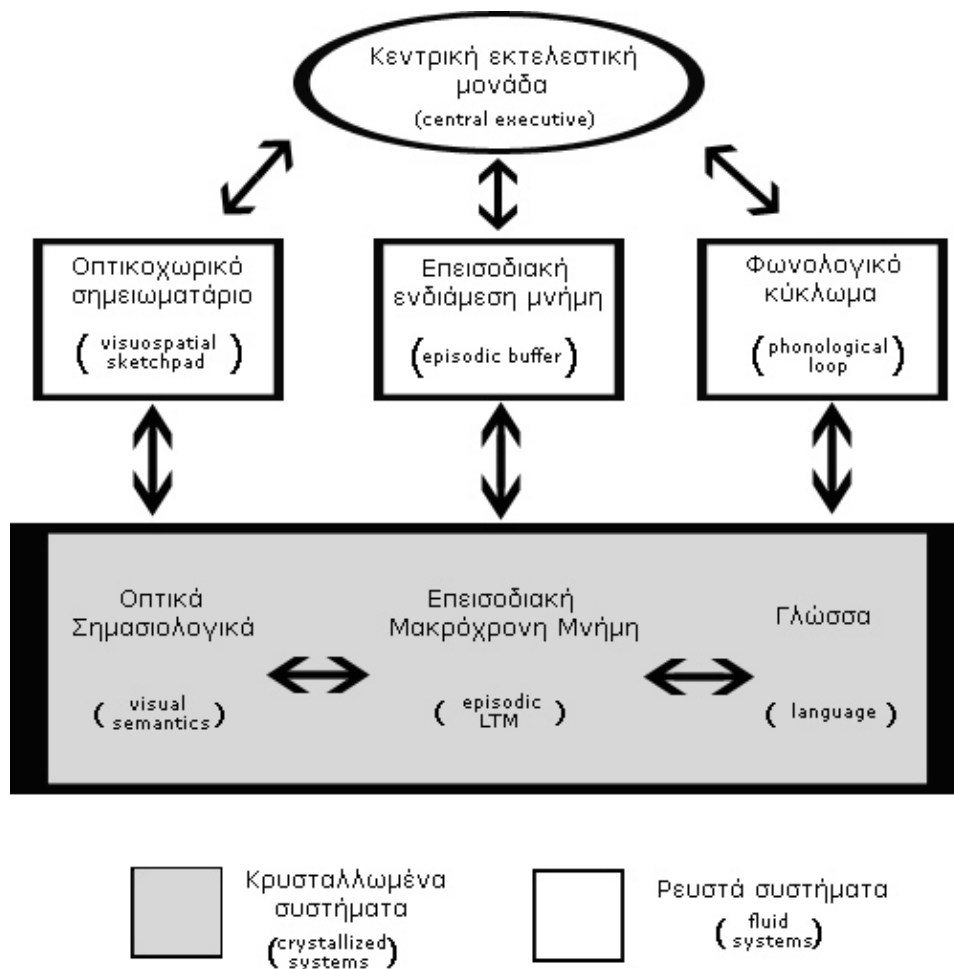 Κεντρική εκτελεστική
μονάδα
(central executive)
Οπτικοχωρικό
σημειωματάριο
(visuospatial
sketchpad)
Επεισοδιακή
ενδιάμεση μνήμη
(episodic buffer)
Φωνολογικό
κύκλωμα
(phonological
loop)
Οπτικά
Σημασιολογικά
(visual
semantics)
Επεισοδιακή
Μακρόχρονη Μνήμη
(episodic
LTM)
Γλώσσα
(language)
Κρυσταλλωμένα
συστήματα
(crystallized
systems)
Ρευστά συστήματα
(fluid
systems)